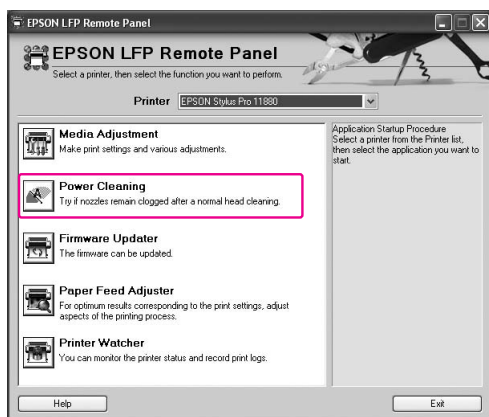 EPSON LFP Remote Panel
EPSON LFP Remote Panel
Select a printer, then select the function you want to perform.
Printer EPSON Stylus Pro 11880
Media Adjustment
Make print settings and various adjustments.
Power Cleaning
Try if nozzles remain clogged after a normal head cleaning.
Firmware Updater
The firmware can be updated.
Paper Feed Adjuster
For optimum results corresponding to the print settings, adjust
aspects of the printing process.
Printer Watcher
You can monitor the printer status and record print logs.
Application Startup Procedure
Select a printer from the Printer list,
then select the application you want to
start.
Help
Exit